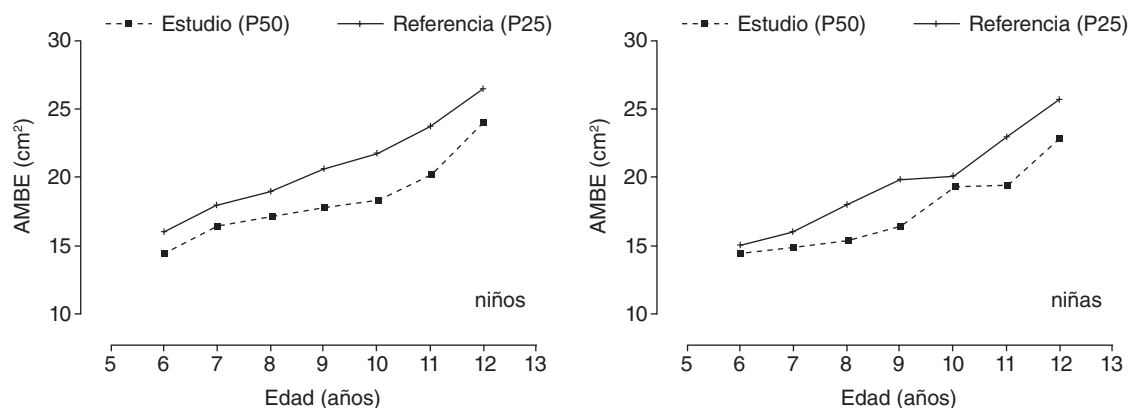 Estudio (P50) Referencia (P25)
30
25
20
15
10
AMBE (cm²)
niños
5 6 7 8 9 10 11 12 13
Edad (años)
Estudio (P50) Referencia (P25)
30
25
20
15
10
AMBE (cm²)
niñas
5 6 7 8 9 10 11 12 13
Edad (años)